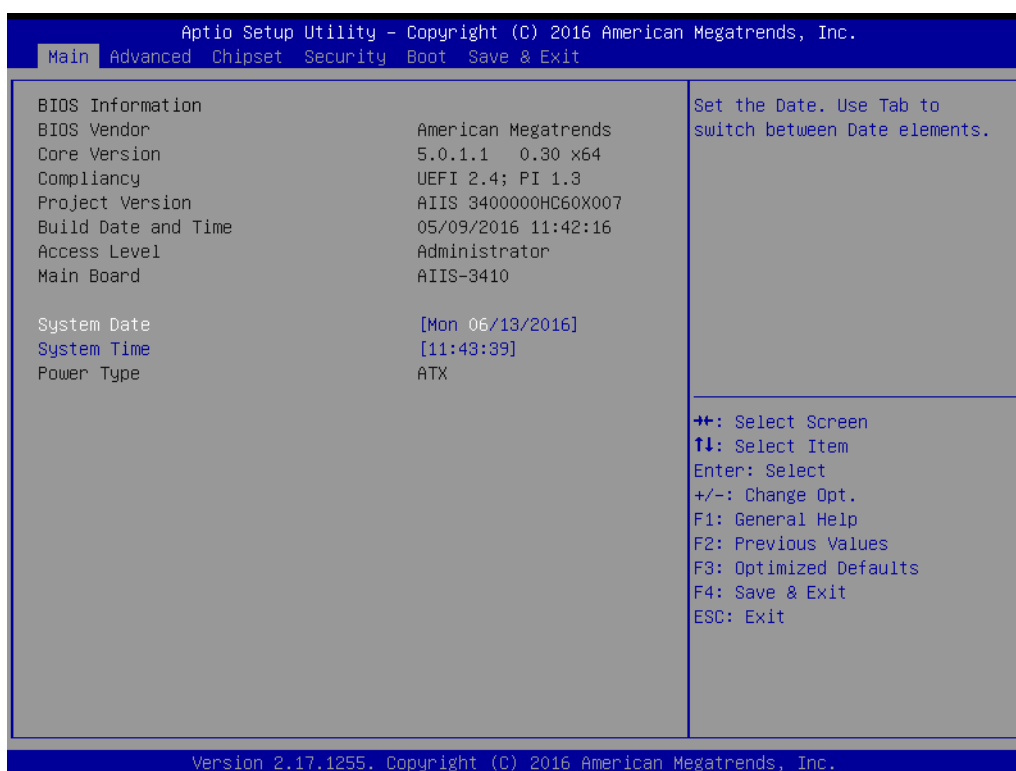 Aptio Setup Utility – Copyright (C) 2016 American Megatrends, Inc.
Main Advanced Chipset Security Boot Save & Exit
BIOS Information
BIOS Vendor American Megatrends
Core Version 5.0.1.1 0.30 x64
Compliancy UEFI 2.4; PI 1.3
Project Version AIIS 3400000HC60X007
Build Date and Time 05/09/2016 11:42:16
Access Level Administrator
Main Board AIIS-3410
System Date [Mon 06/13/2016]
System Time [11:43:39]
Power Type ATX
Set the Date. Use Tab to
switch between Date elements.
→←: Select Screen
↑↓: Select Item
Enter: Select
+/-: Change Opt.
F1: General Help
F2: Previous Values
F3: Optimized Defaults
F4: Save & Exit
ESC: Exit
Version 2.17.1255. Copyright (C) 2016 American Megatrends, Inc.